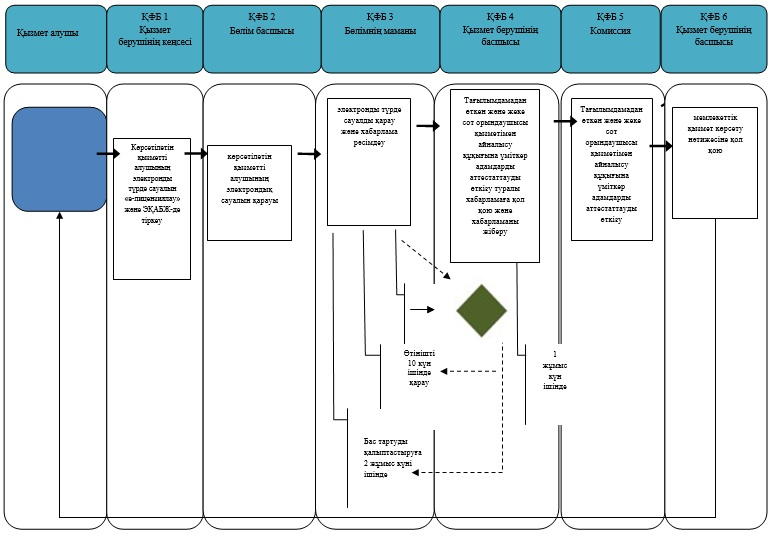 Қызмет алушы
ҚФБ 1
Қызмет
берушінің кеңсесі
ҚФБ 2
Бөлім басшысы
ҚФБ 3
Бөлімнің маманы
ҚФБ 4
Қызмет берушінің
басшысы
ҚФБ 5
Комиссия
ҚФБ 6
Қызмет берушінің
басшысы
Көрсетілетін
қызметті
алушының
электронды
түрде сауалын
«е-лицензиялау»
және ЭҚАБЖ-де
тіркеу
көрсетілетін
қызметті
алушының
электрондық
сауалын қарауы
электронды түрде
сауалды қарау
және хабарлама
ресімдеу
Тағылымдамадан
өткен және жеке
сот орындаушысы
қызметімен
айналысу
құқығына үміткер
адамдарды
аттестаттауды
өткізу туралы
хабарламаға қол
қою және
хабарламаны
жіберу
Тағылымдамадан
өткен және жеке
сот
орындаушысы
қызметімен
айналысу
құқығына
үміткер
адамдарды
аттестаттауды
өткізу
мемлекеттік
қызмет көрсету
нәтижесіне қол
қою
Өтінішті
10 күн
ішінде
қарау
1
жұмыс
күн
ішінде
Бас тартуды
қалыптастыруға
2 жұмыс күні
ішінде